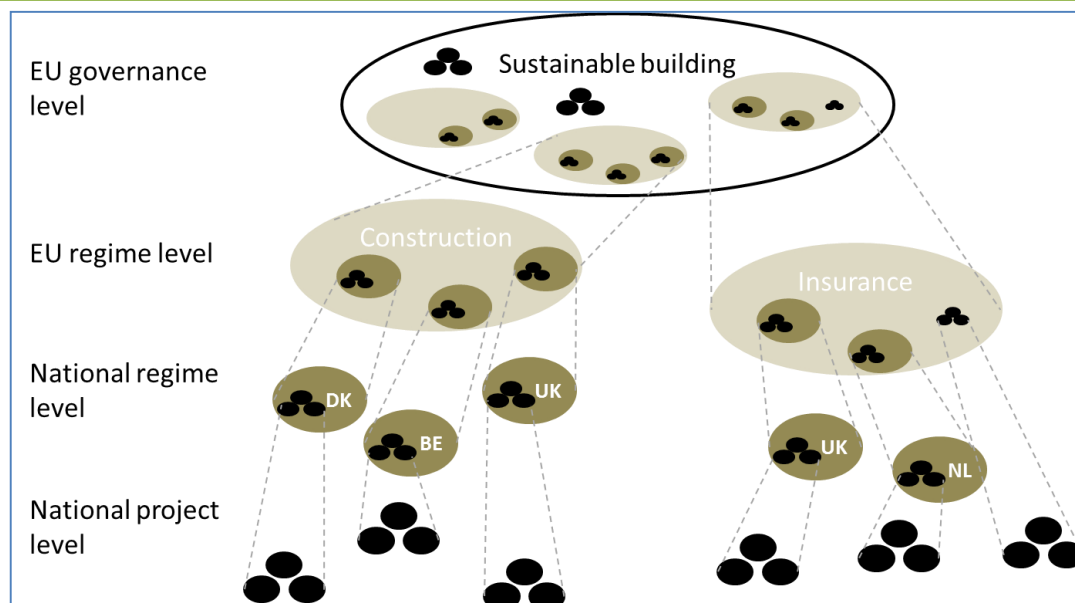 EU governance
level
Sustainable building
EU regime level
Construction
Insurance
National regime
level
DK
UK
BE
UK
NL
National project
level